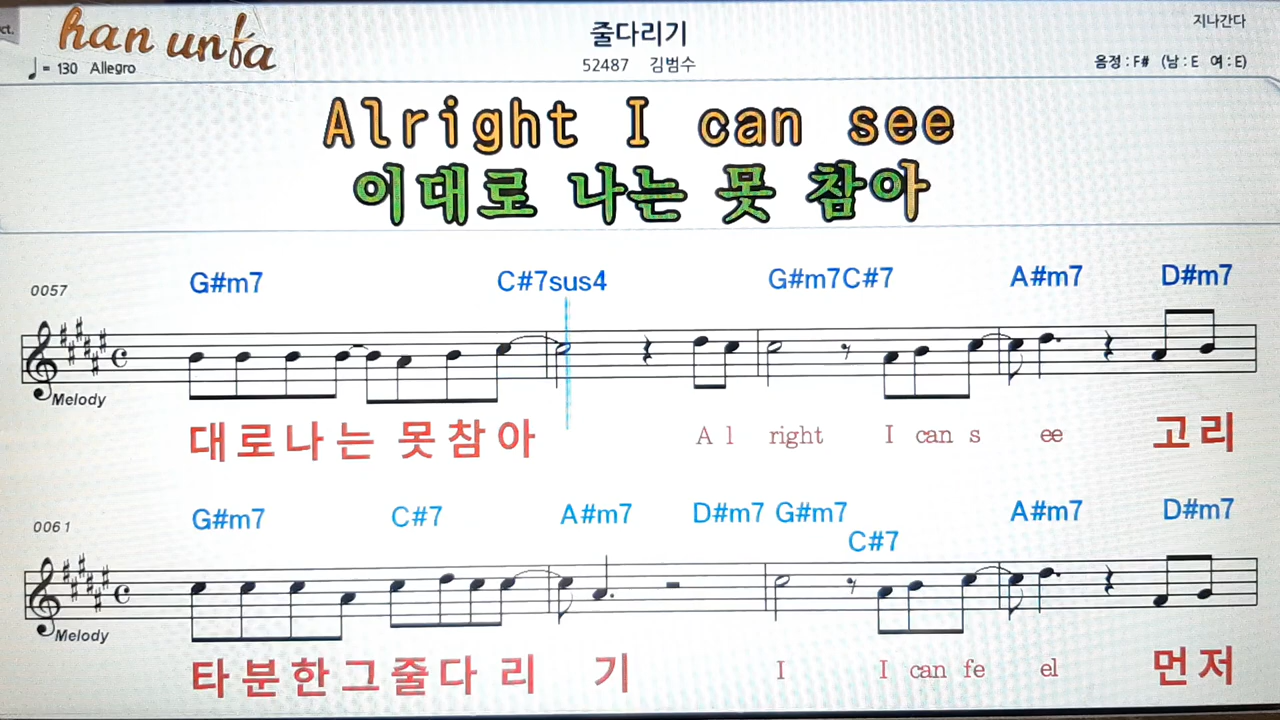 ct.
han unfa
♩= 130 Allegro
줄다리기
52487 김범수
지나간다
음정 : F# (남 : E 여 : E)
Alright I can see
이대로 나는 못 참아
0057
G#m7 C#7sus4 G#m7 C#7 A#m7 D#m7
Melody
대로나는 못참아 Al right I can s ee 고리
0061
G#m7 C#7 A#m7 D#m7 G#m7 C#7 A#m7 D#m7
Melody
타분한그줄다리 기 I I can fe el 먼저